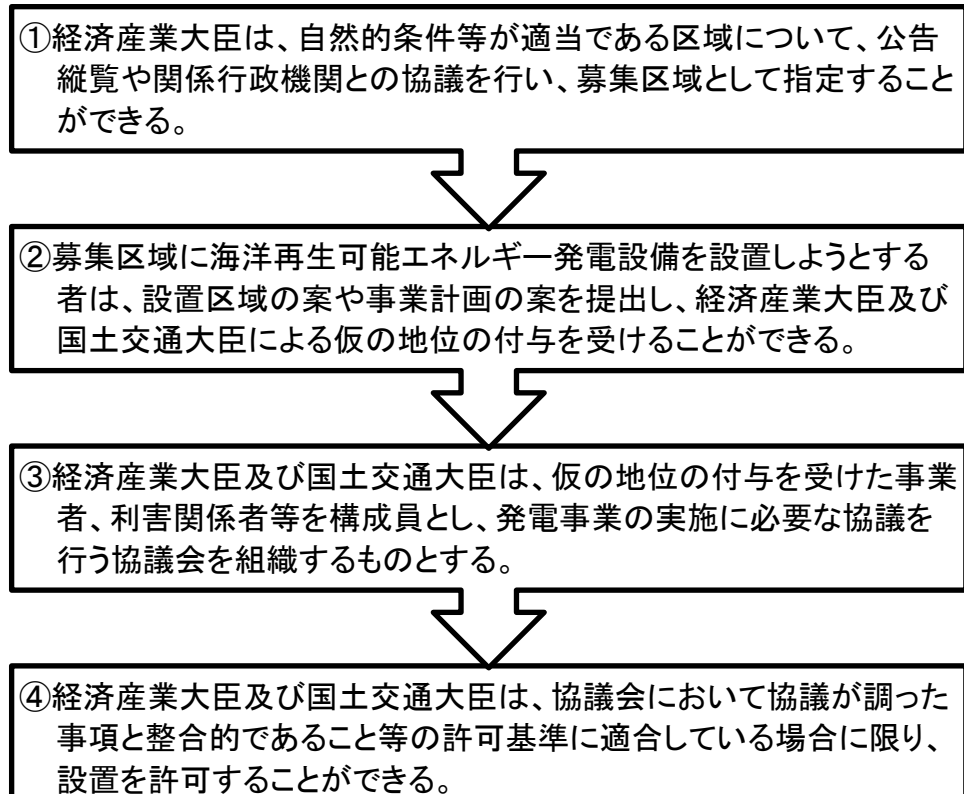 ①経済産業大臣は、自然的条件等が適当である区域について、公告
縦覧や関係行政機関との協議を行い、募集区域として指定すること
ができる。
②募集区域に海洋再生可能エネルギー発電設備を設置しようとする
者は、設置区域の案や事業計画の案を提出し、経済産業大臣及び
国土交通大臣による仮の地位の付与を受けることができる。
③経済産業大臣及び国土交通大臣は、仮の地位の付与を受けた事業
者、利害関係者等を構成員とし、発電事業の実施に必要な協議を
行う協議会を組織するものとする。
④経済産業大臣及び国土交通大臣は、協議会において協議が調った
事項と整合的であること等の許可基準に適合している場合に限り、
設置を許可することができる。